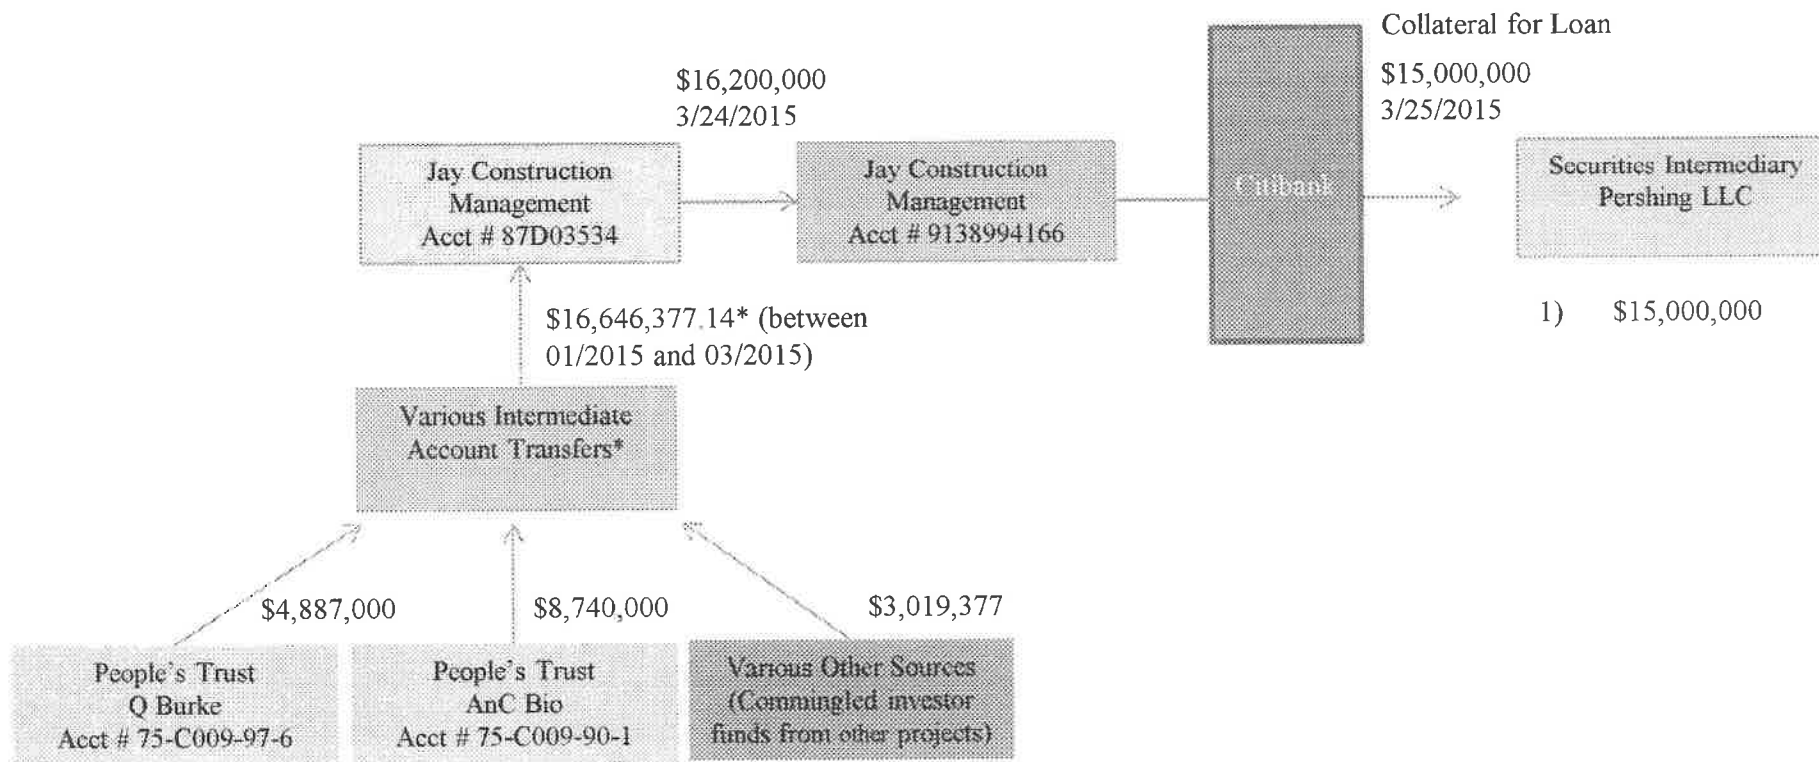 Collateral for Loan
$15,000,000
3/25/2015
$16,200,000
3/24/2015
Jay Construction
Management
Acct # 87D03534
Jay Construction
Management
Acct # 9138994166
Citibank
Securities Intermediary
Pershing LLC
1) $15,000,000
$16,646,377.14* (between
01/2015 and 03/2015)
Various Intermediate
Account Transfers*
$4,887,000
$8,740,000
$3,019,377
People's Trust
Q Burke
Acct # 75-C009-97-6
People's Trust
AnC Bio
Acct # 75-C009-90-1
Various Other Sources
(Commingled investor
funds from other projects)